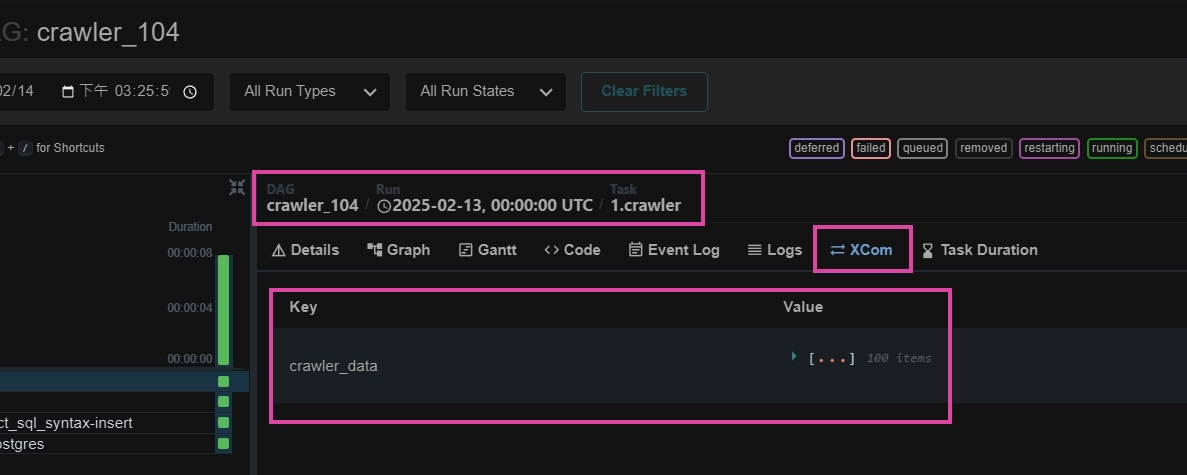 AG: crawler_104
02/14 下午 03:25:5 All Run Types All Run States Clear Filters
+ / for Shortcuts deferred failed queued removed restarting running schedu
DAG Run Task
crawler_104 / 2025-02-13, 00:00:00 UTC / 1.crawler
Duration
Details Graph Gantt Code Event Log Logs XCom Task Duration
00:00:08
00:00:04
00:00:00
Key Value
crawler_data [...] 100 items
ct_sql_syntax-insert
ostgres